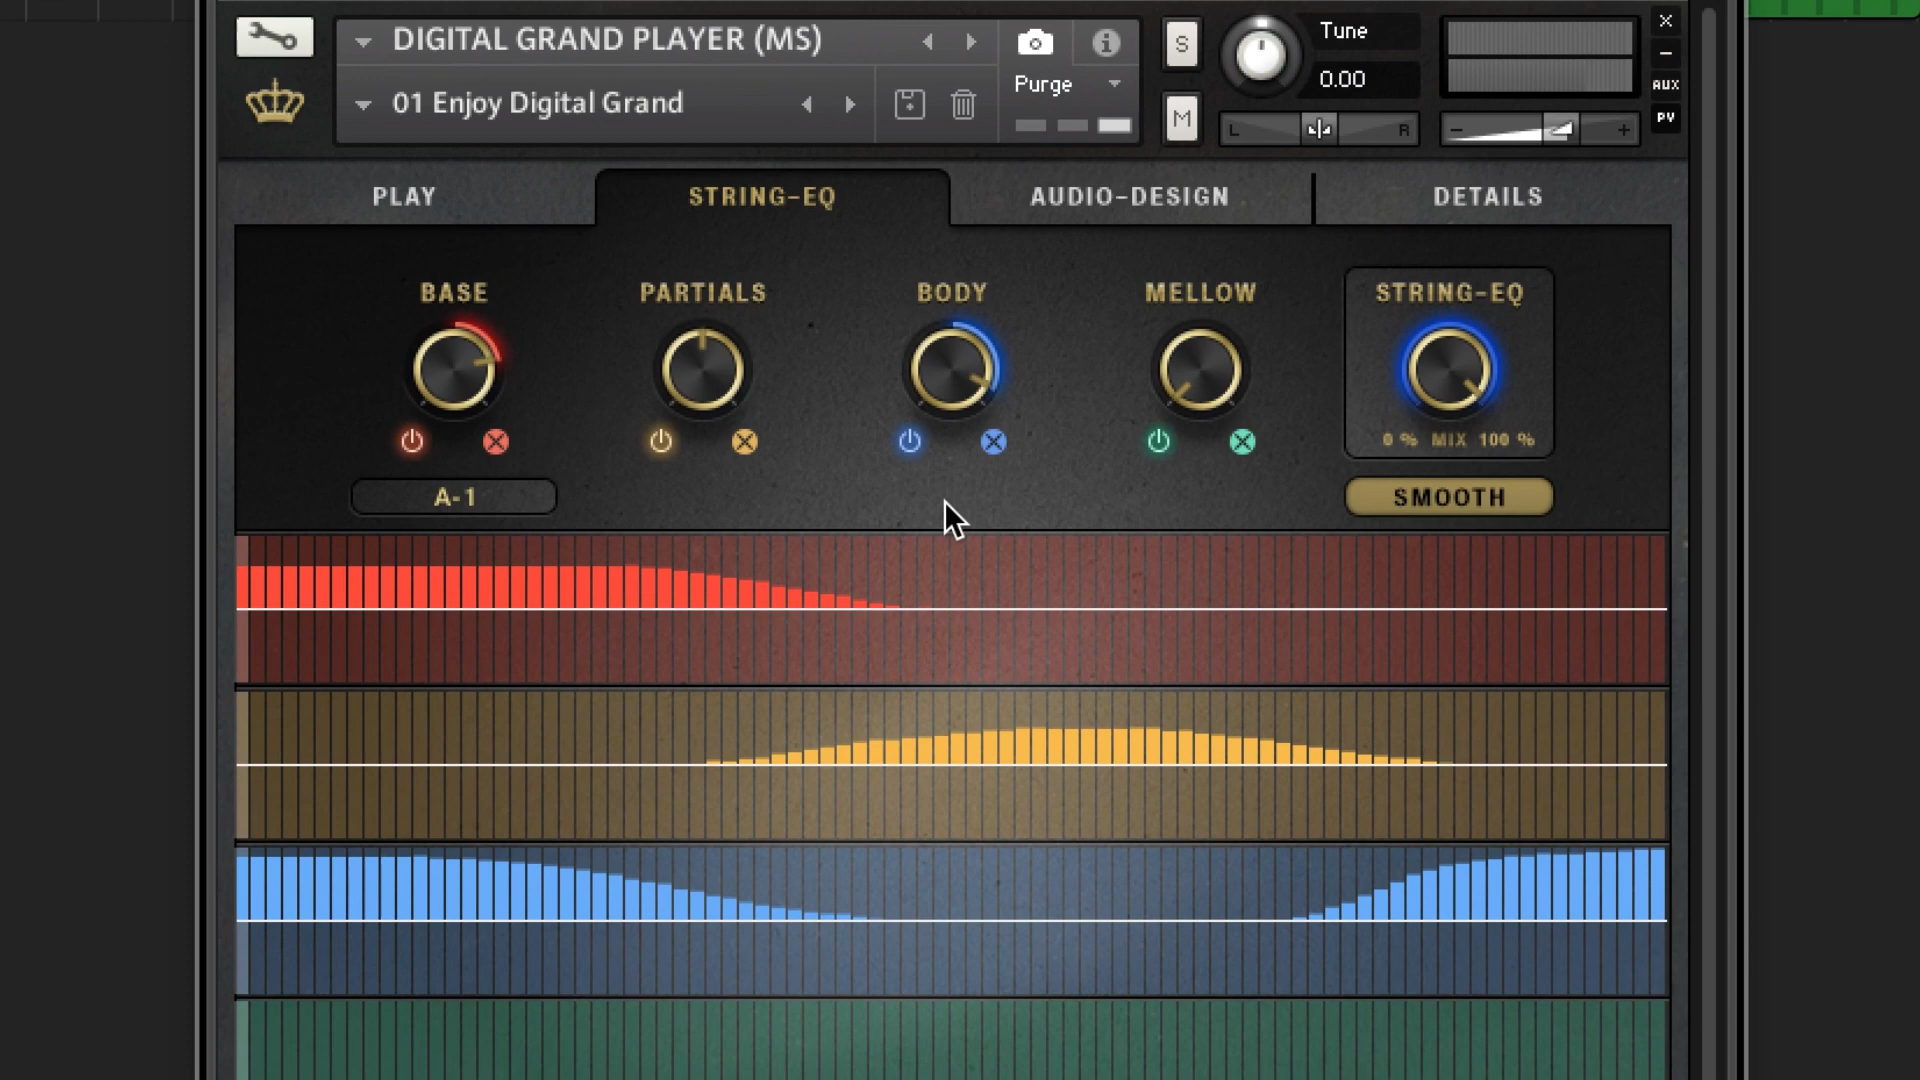 DIGITAL GRAND PLAYER (MS)
01 Enjoy Digital Grand
Purge
S
M
Tune
0.00
L R
- +
X
-
AUX
PV
PLAY STRING-EQ AUDIO-DESIGN DETAILS
BASE PARTIALS BODY MELLOW STRING-EQ
0 % MIX 100 %
A-1 SMOOTH